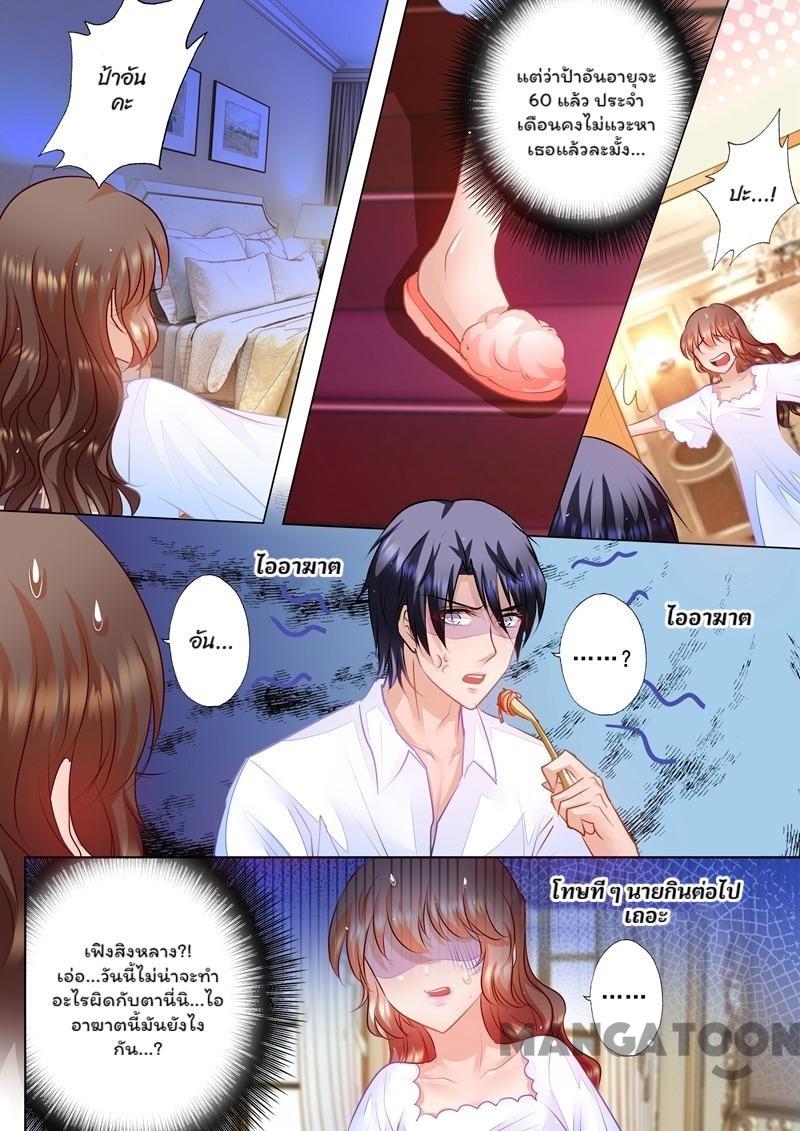 ป้าอัน
คะ
แต่ว่าป้าอันอายุจะ
60 แล้ว ประจำ
เดือนคงไม่แวะหา
เธอแล้วละมั้ง...
ปะ...!
ไออาฆาต
อัน...
......?
ไออาฆาต
โทษที ๆ นายกินต่อไป
เถอะ
......
เฟิงสิงหลาง?!
เอ่อ...วันนี้ไม่น่าจะทำ
อะไรผิดกับตานี่นิ...ไอ
อาฆาตนี้มันยังไง
กัน...?
MANGATOON